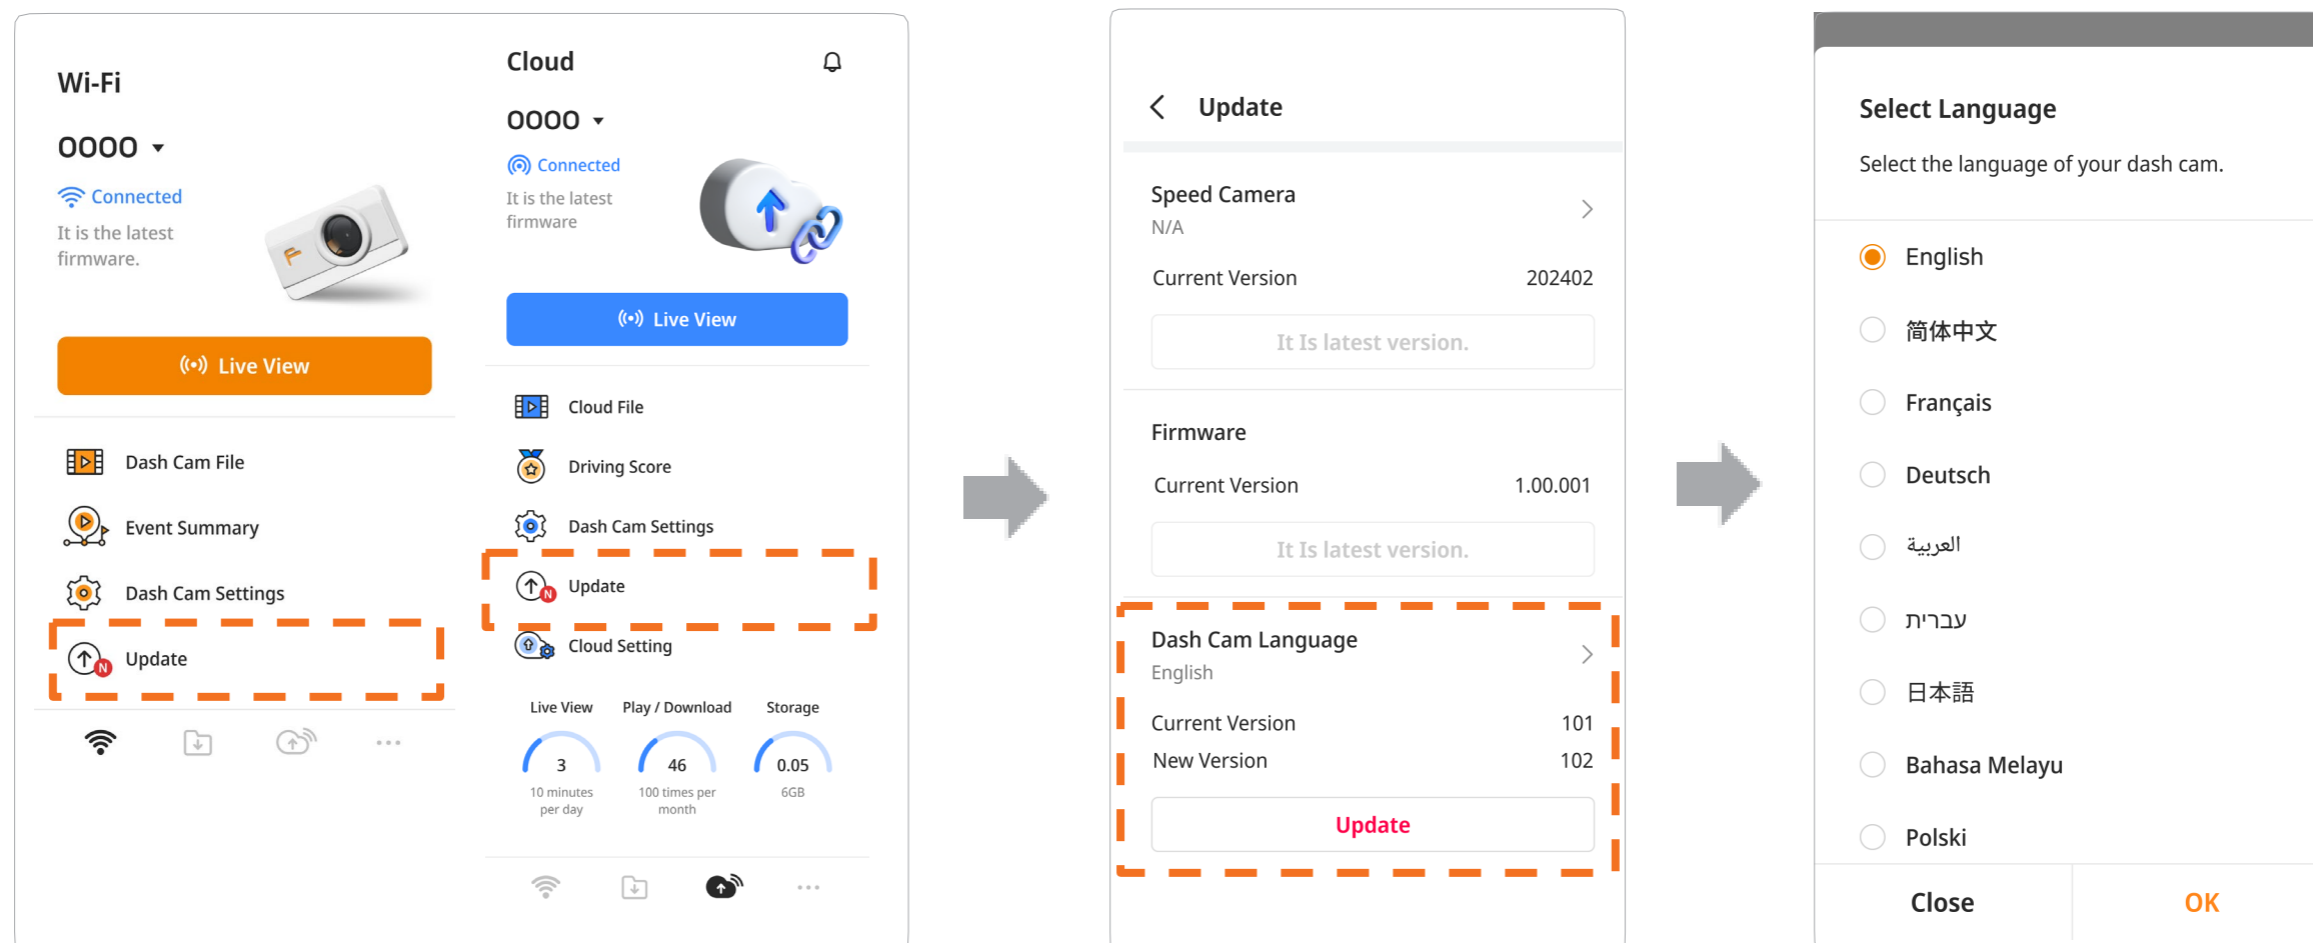 Wi-Fi
OOOO
Connected
It is the latest
firmware.
Live View
Dash Cam File
Event Summary
Dash Cam Settings
N
Update
Cloud
OOOO
Connected
It is the latest
firmware
Live View
Cloud File
Driving Score
Dash Cam Settings
N
Update
Cloud Setting
Live View Play / Download Storage
3 46 0.05
10 minutes 100 times per 6GB
per day month
Update
Speed Camera
N/A
Current Version 202402
It Is latest version.
Firmware
Current Version 1.00.001
It Is latest version.
Dash Cam Language
English
Current Version 101
New Version 102
Update
Select Language
Select the language of your dash cam.
English
简体中文
Français
Deutsch
العربية
עברית
日本語
Bahasa Melayu
Polski
Close OK